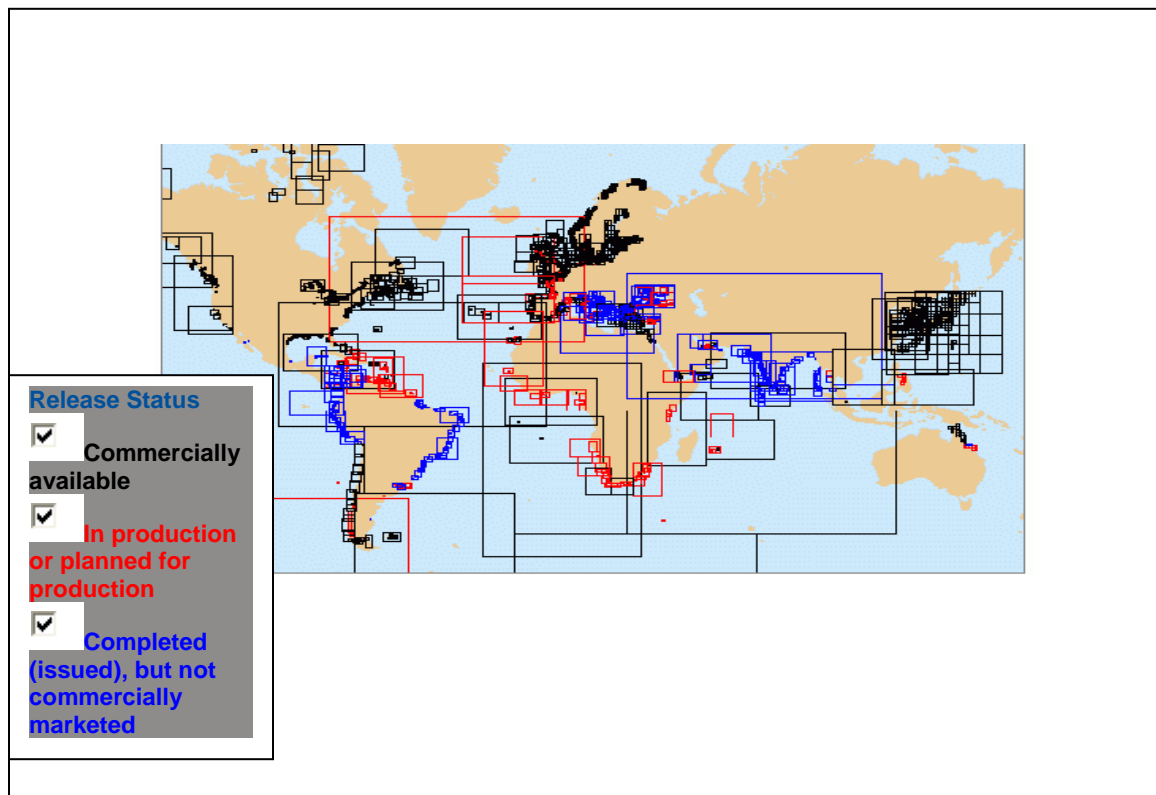 Release Status
Commercially
available
In production
or planned for
production
Completed
(issued), but not
commercially
marketed